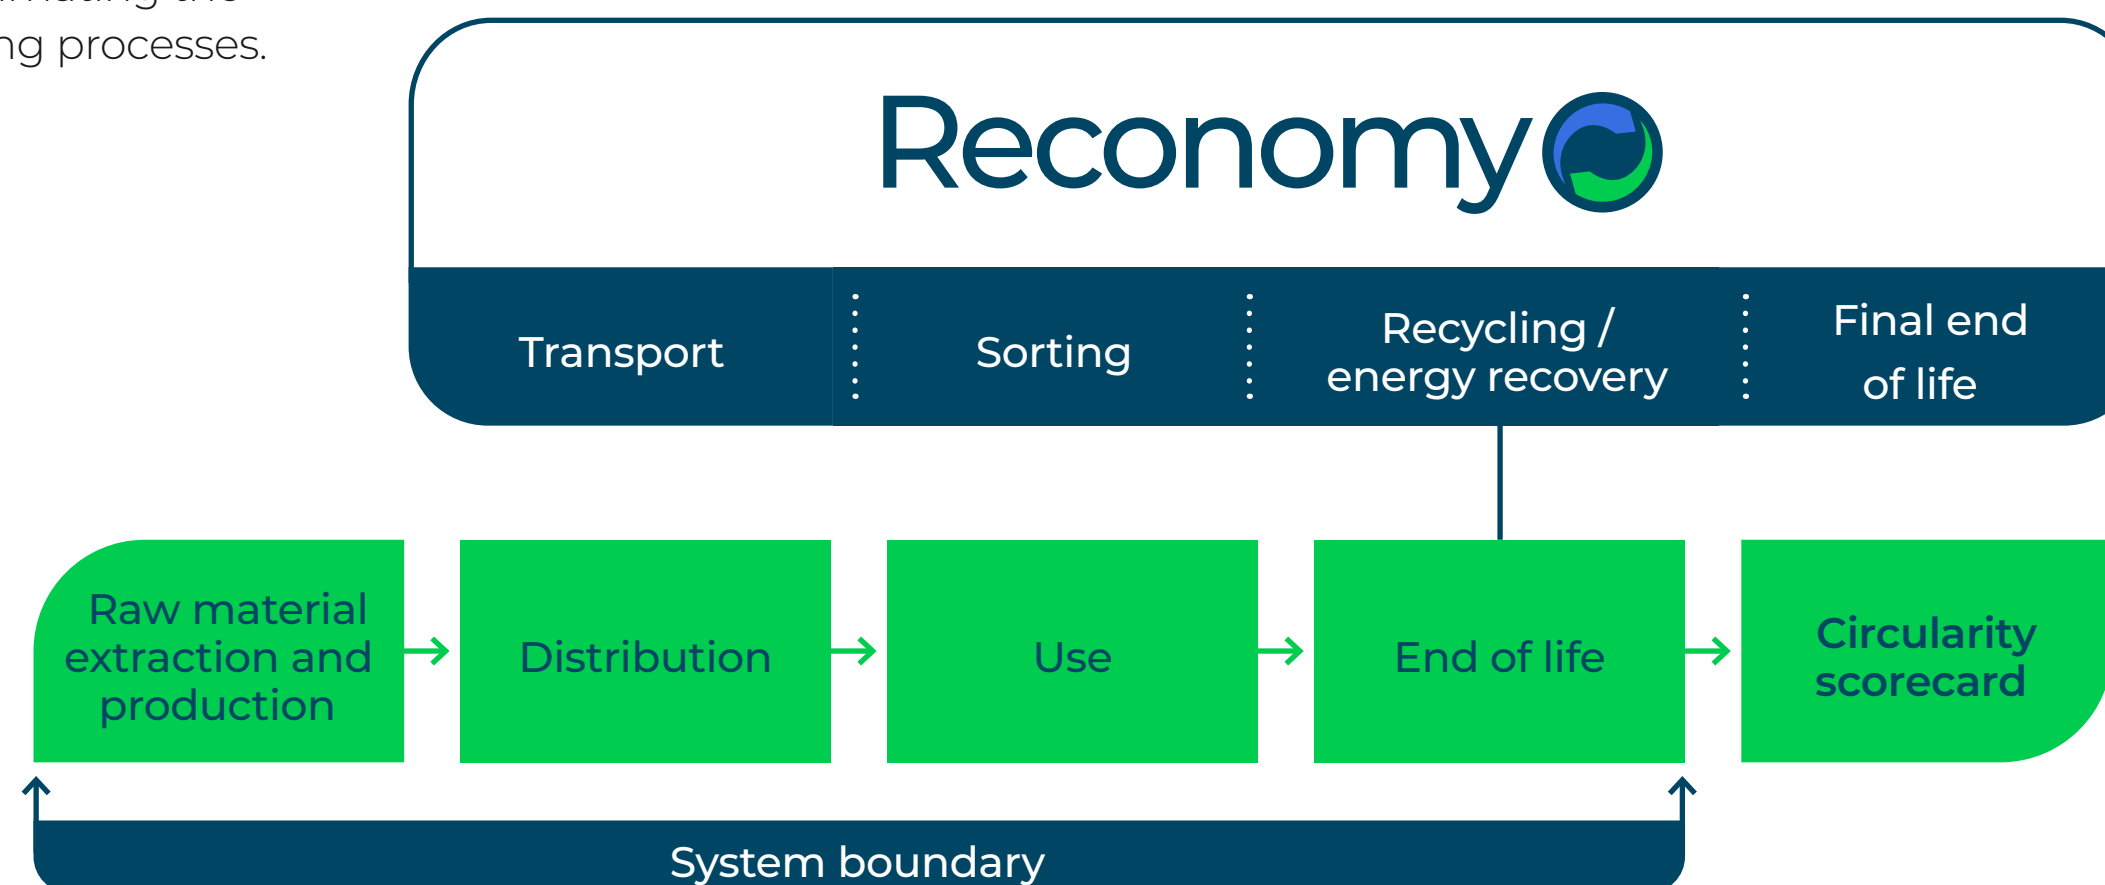 ng processes.
Reconomy
Transport
Sorting
Recycling /
energy recovery
Final end
of life
Raw material
extraction and
production
Distribution
Use
End of life
Circularity
scorecard
System boundary